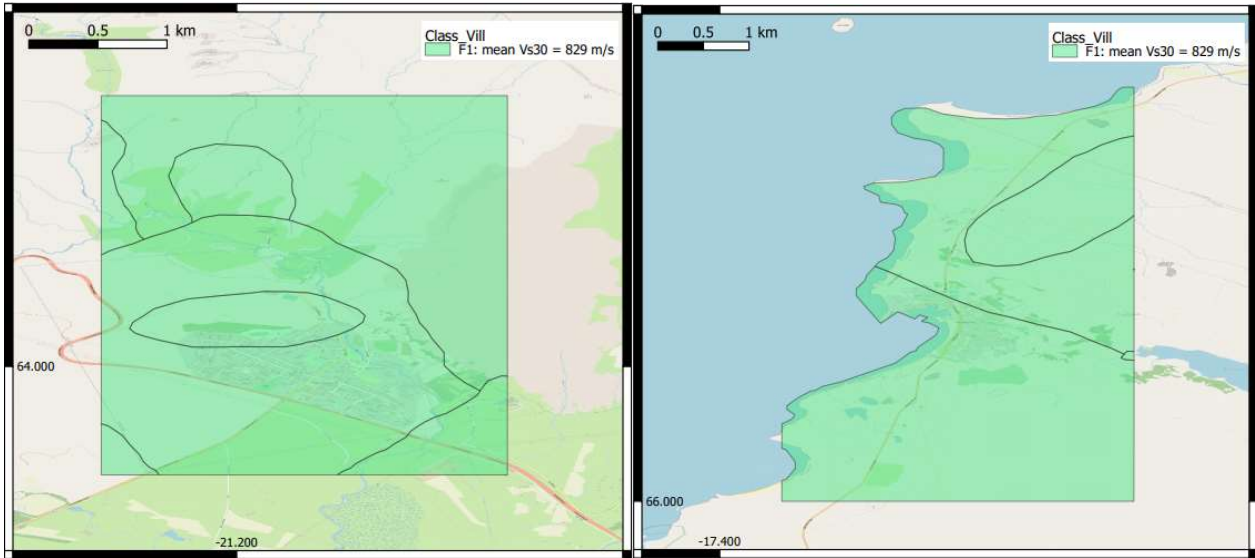 0 0.5 1 km
Class_Vill
F1: mean Vs30 = 829 m/s
64.000
-21.200
0 0.5 1 km
Class_Vill
F1: mean Vs30 = 829 m/s
66.000
-17.400